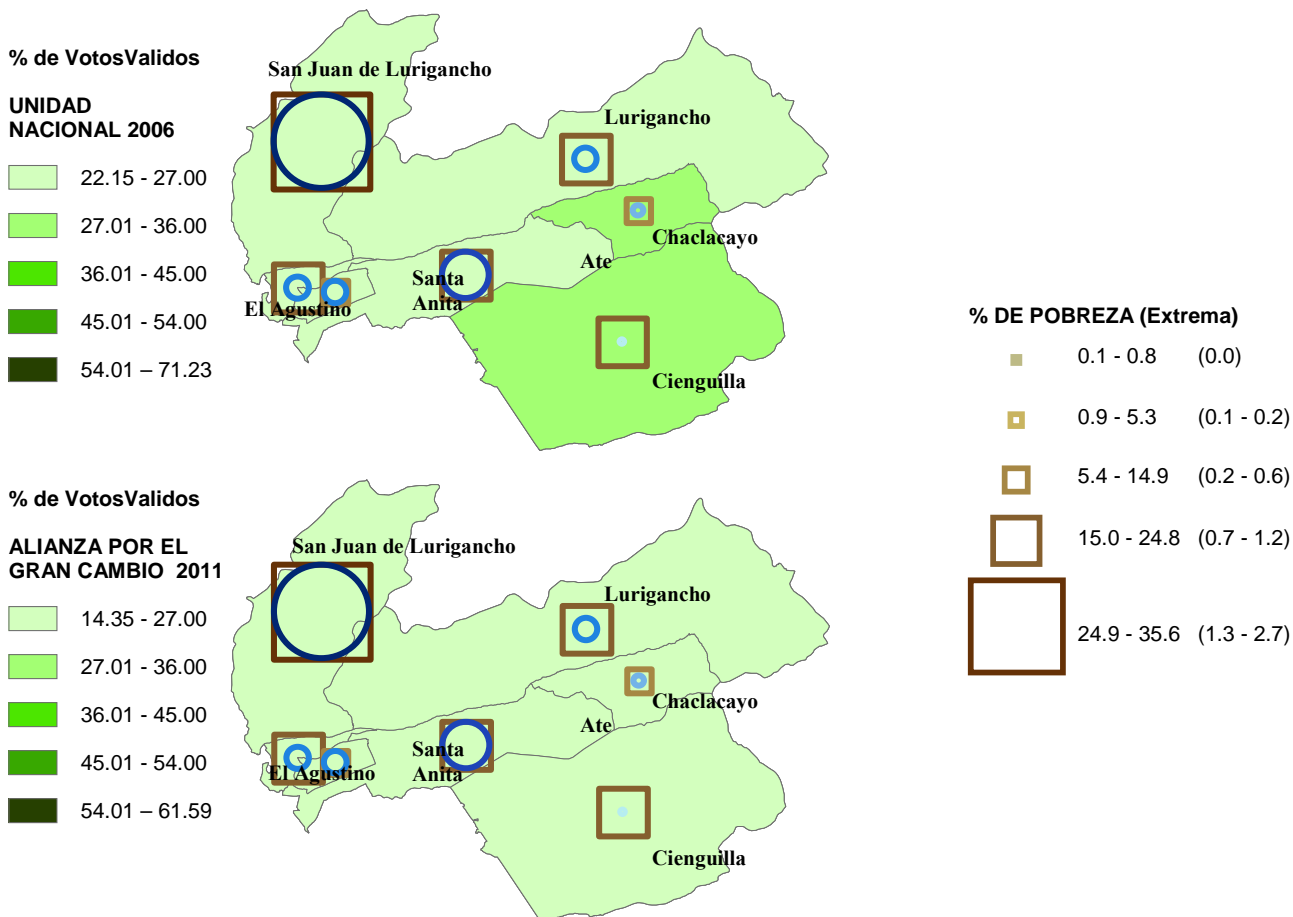 % de VotosValidos
UNIDAD
NACIONAL 2006
22.15 - 27.00
27.01 - 36.00
36.01 - 45.00
45.01 - 54.00
54.01 – 71.23
San Juan de Lurigancho
Lurigancho
Chaclacayo
Ate
Santa
Anita
El Agustino
Cienguilla
% de VotosValidos
ALIANZA POR EL
GRAN CAMBIO  2011
14.35 - 27.00
27.01 - 36.00
36.01 - 45.00
45.01 - 54.00
54.01 – 61.59
San Juan de Lurigancho
Lurigancho
Chaclacayo
Ate
Santa
Anita
El Agustino
Cienguilla
% DE POBREZA (Extrema)
0.1 - 0.8 (0.0)
0.9 - 5.3 (0.1 - 0.2)
5.4 - 14.9 (0.2 - 0.6)
15.0 - 24.8 (0.7 - 1.2)
24.9 - 35.6 (1.3 - 2.7)